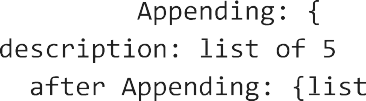 Appending: {
description: list of 5
after Appending: {list